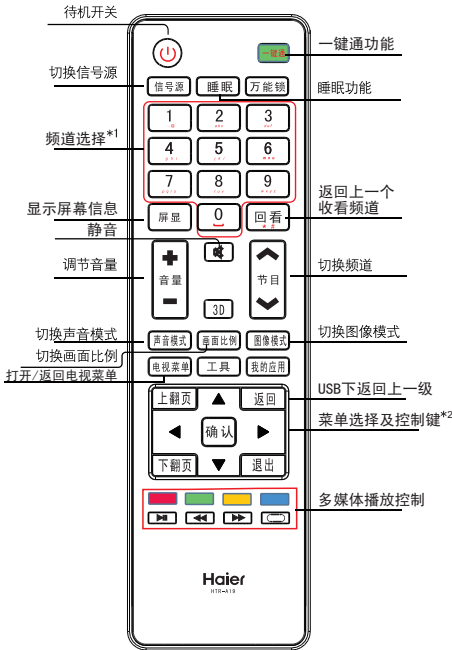 待机开关
一键通
一键通功能
切换信号源
信号源 睡眠 万能锁
睡眠功能
频道选择*1
1 2 3
4 5 6
7 8 9
0
返回上一个
收看频道
显示屏幕信息
屏显
回看
* #
静音
调节音量
音量
节目
切换频道
3D
切换声音模式
声音模式 画面比例 图像模式
切换图像模式
切换画面比例
打开/返回电视菜单
电视菜单 工具 我的应用
上翻页 返回
USB下返回上一级
确认
菜单选择及控制键*2
下翻页 退出
多媒体播放控制
Haier
HTR-A19